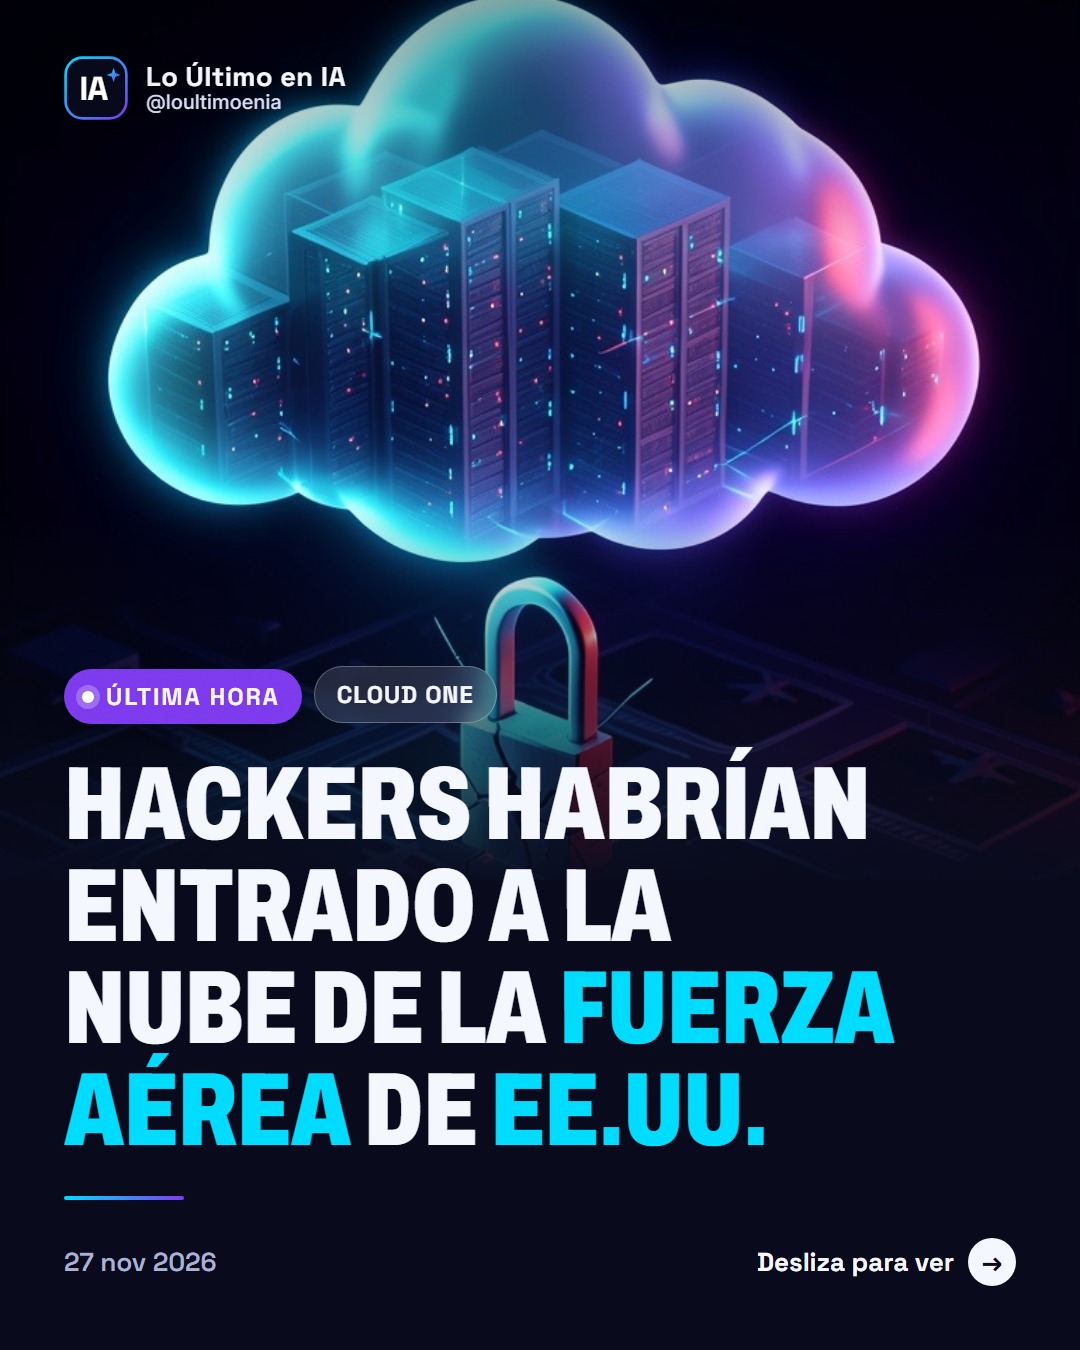 IA
Lo Último en IA
@loultimoenia
ÚLTIMA HORA
CLOUD ONE
HACKERS HABRÍAN
ENTRADO A LA
NUBE DE LA FUERZA
AÉREA DE EE.UU.
27 nov 2026
Desliza para ver →